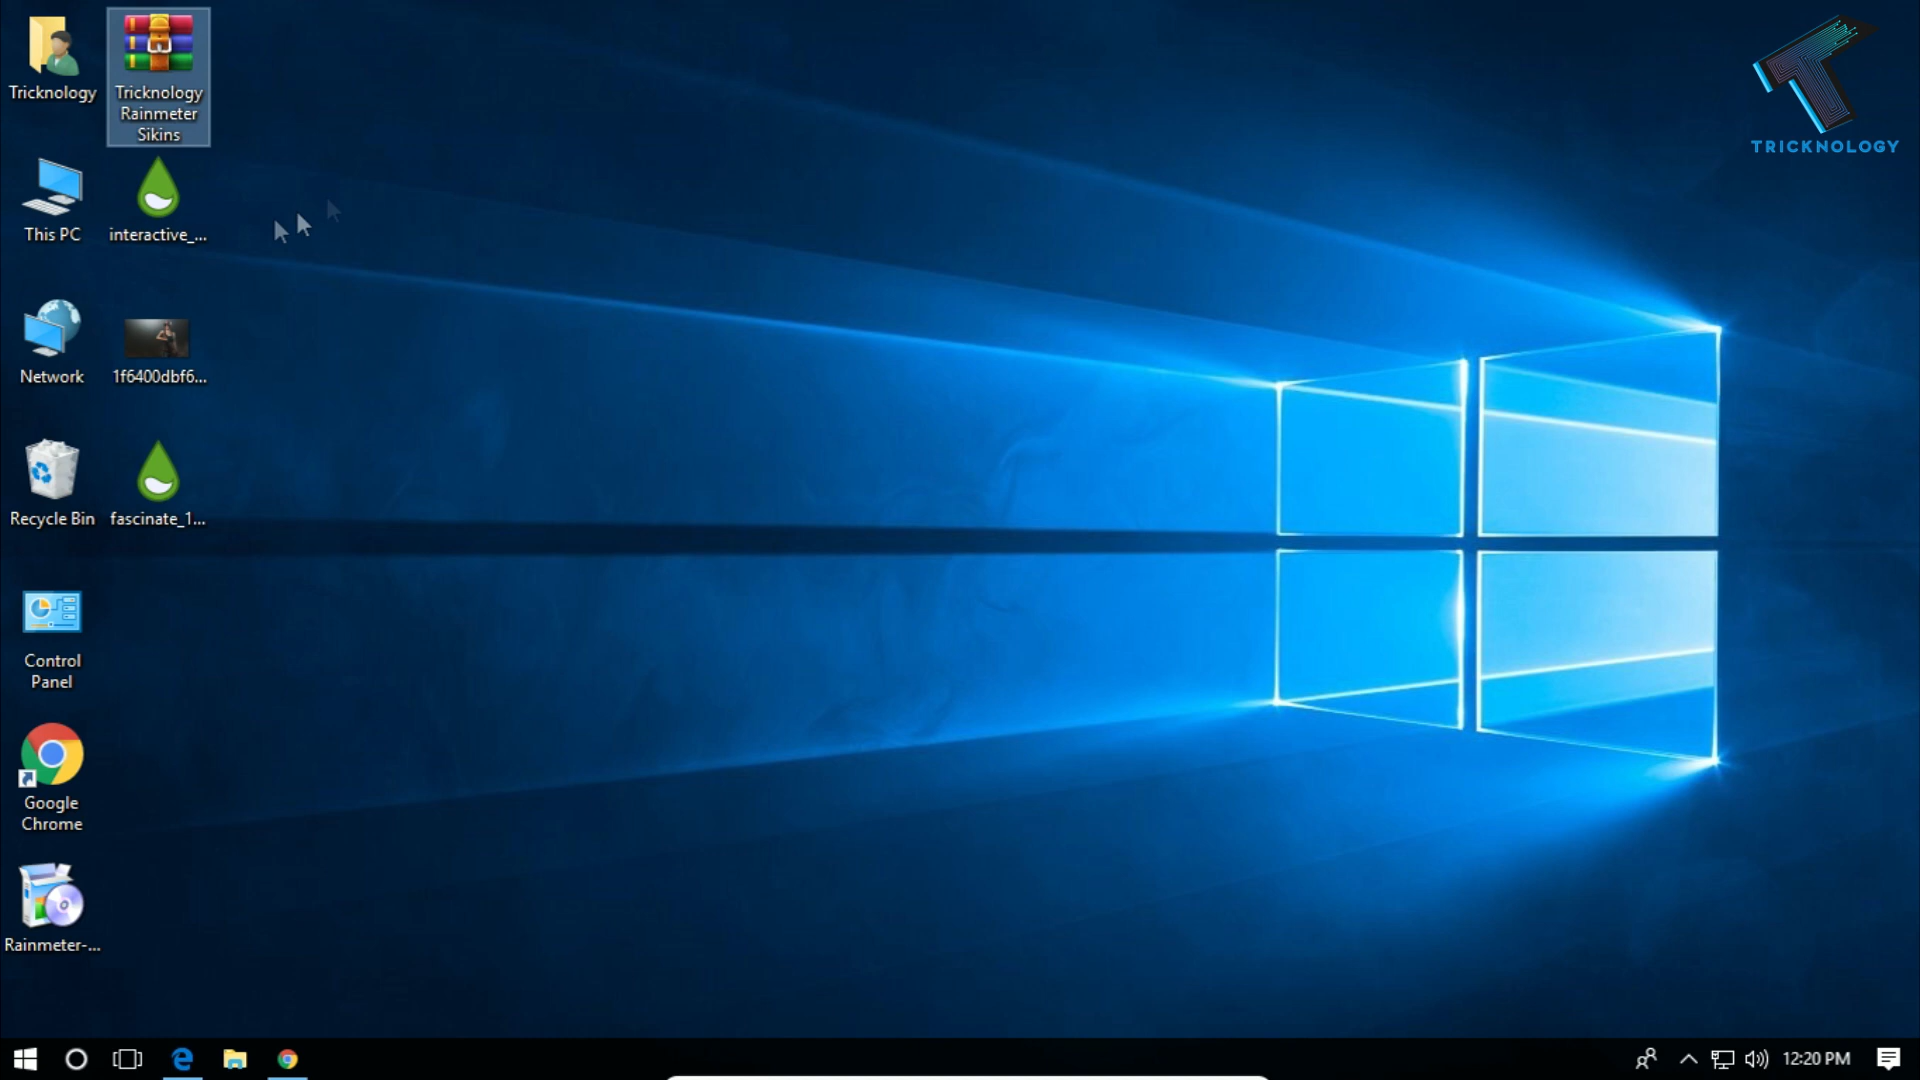 Tricknology
Tricknology
Rainmeter
Sikins
TRICKNOLOGY
This PC
interactive_...
Network
1f6400dbf6...
Recycle Bin
fascinate_1...
Control
Panel
Google
Chrome
Rainmeter-...
12:20 PM